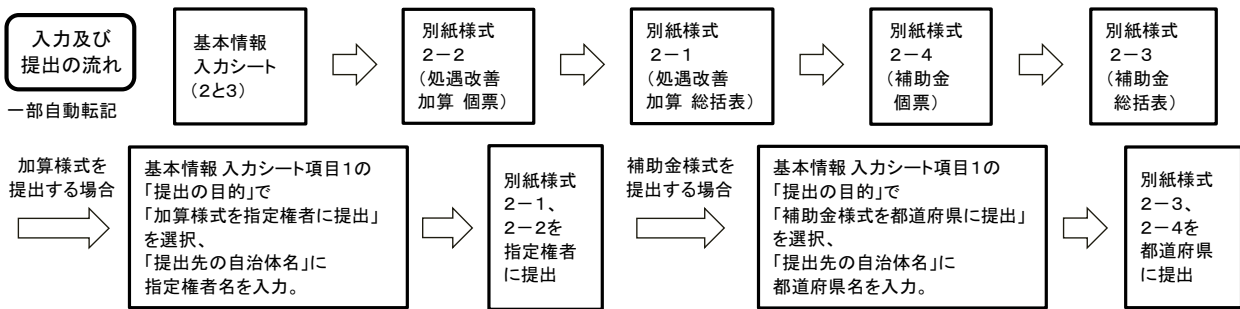 入力及び
提出の流れ
一部自動転記
基本情報
入力シート
(2と3)
別紙様式
2-2
(処遇改善
加算 個票)
別紙様式
2-1
(処遇改善
加算 総括表)
別紙様式
2-4
(補助金
個票)
別紙様式
2-3
(補助金
総括表)
加算様式を
提出する場合
基本情報入力シート項目1の
「提出の目的」で
「加算様式を指定権者に提出」
を選択、
「提出先の自治体名」に
指定権者名を入力。
別紙様式
2-1、
2-2を
指定権者
に提出
補助金様式を
提出する場合
基本情報入力シート項目1の
「提出の目的」で
「補助金様式を都道府県に提出」
を選択、
「提出先の自治体名」に
都道府県名を入力。
別紙様式
2-3、
2-4を
都道府県
に提出